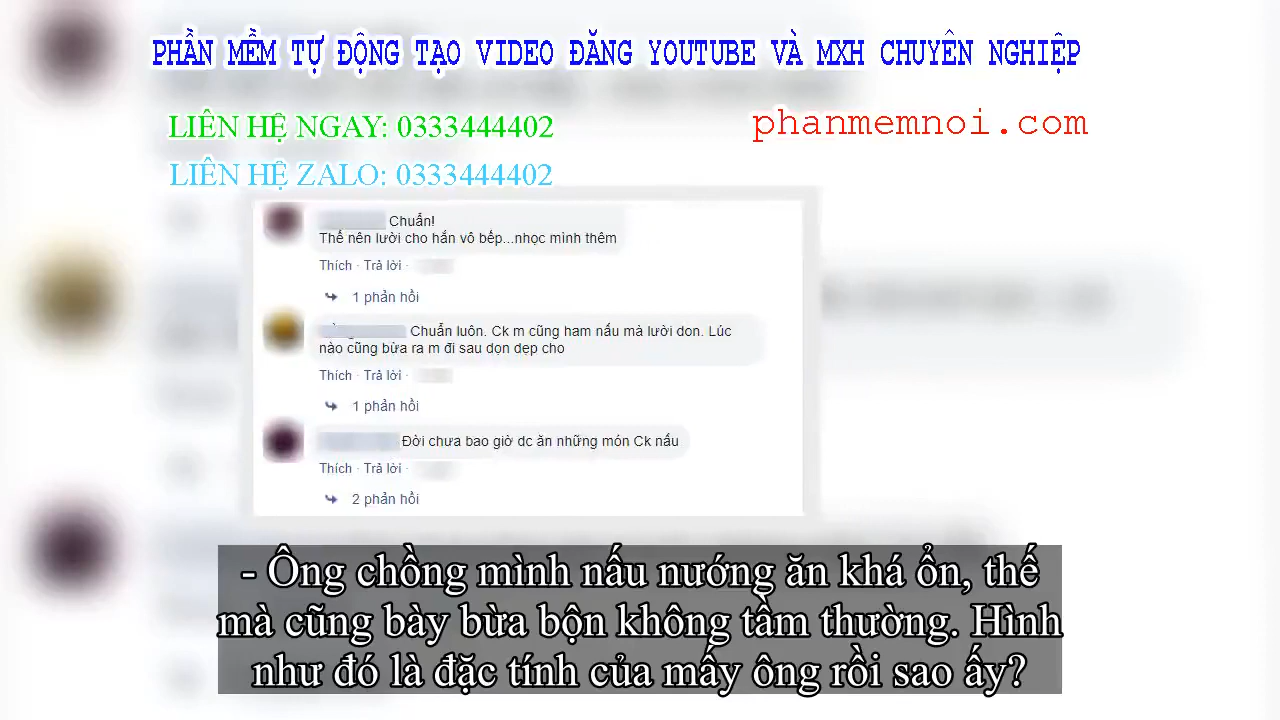 PHẦN MỀM TỰ ĐỘNG TẠO VIDEO ĐĂNG YOUTUBE VÀ MXH CHUYÊN NGHIỆP
LIÊN HỆ NGAY: 0333444402
phanmemnoi.com
LIÊN HỆ ZALO: 0333444402
Chuẩn!
Thế nên lười cho hắn vô bếp...nhọc mình thêm
Thích · Trả lời ·
1 phản hồi
Chuẩn luôn. Ck m cũng ham nấu mà lười don. Lúc
nào cũng bừa ra m đi sau dọn dẹp cho
Thích · Trả lời ·
1 phản hồi
Đời chưa bao giờ dc ăn những món Ck nấu
Thích · Trả lời ·
2 phản hồi
- Ông chồng mình nấu nướng ăn khá ổn, thế
mà cũng bày bừa bộn không tầm thường. Hình
như đó là đặc tính của mấy ông rồi sao ấy?